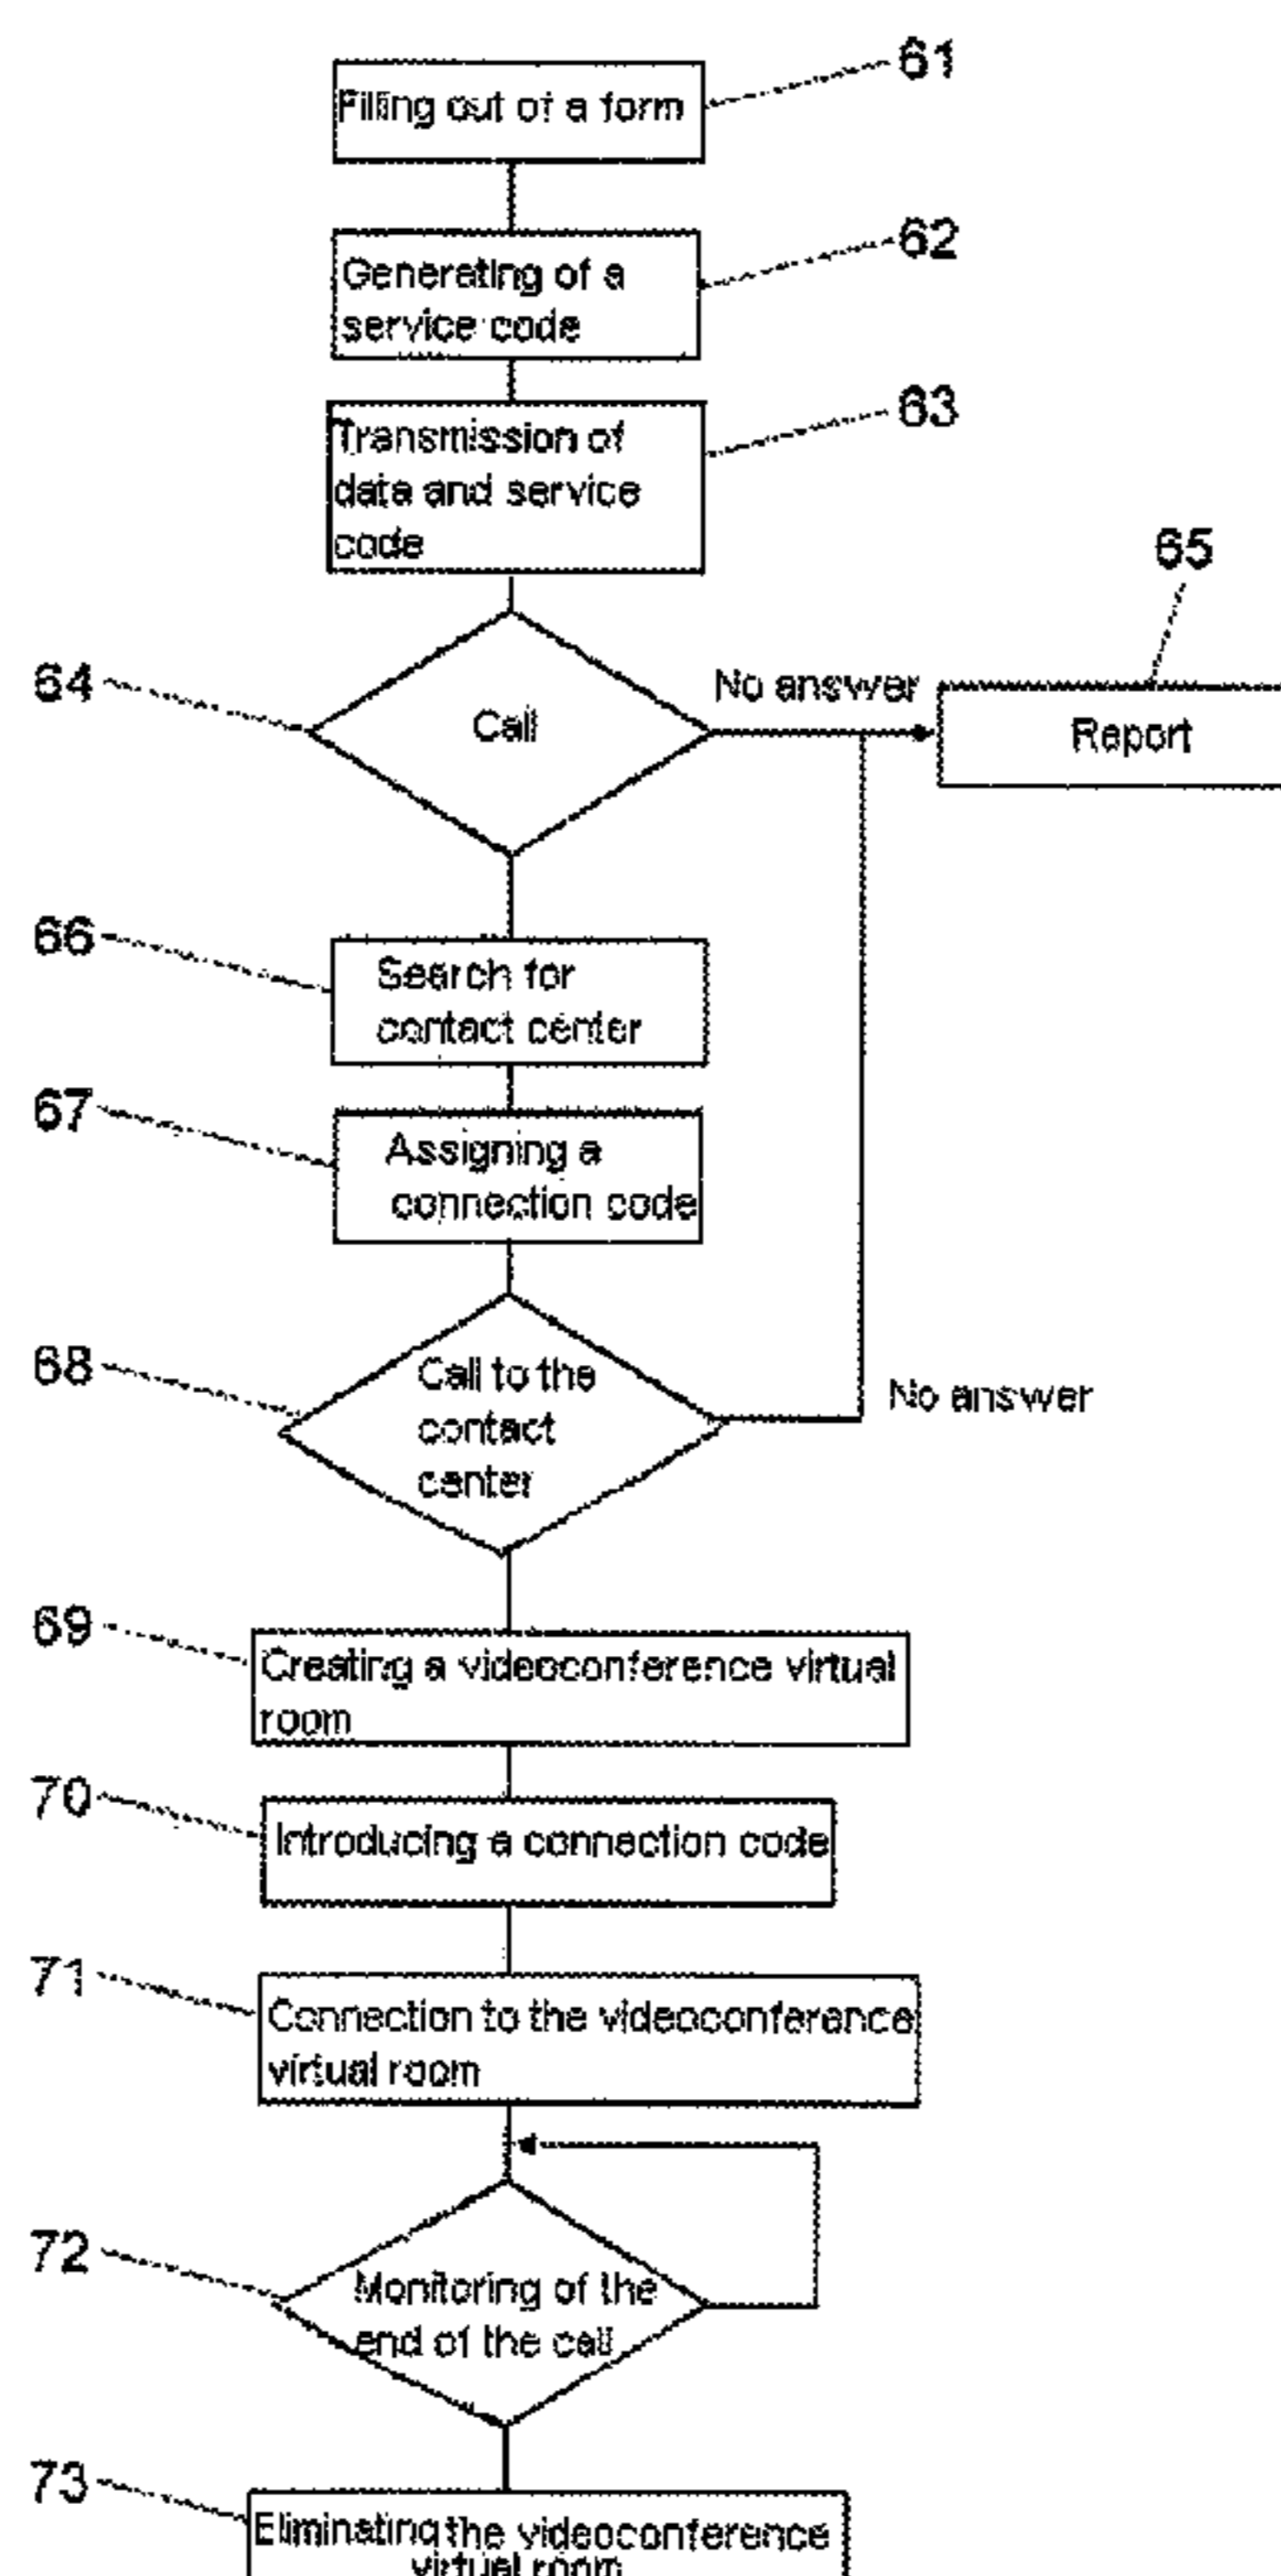 61
Filling out of a form
62
Generating of a
service code
63
Transmission of
data and service
code
65
64
Call
No answer
Report
66
Search for
contact center
67
Assigning a
connection code
68
Call to the
contact
center
No answer
69
Creating a videoconference virtual
room
70
Introducing a connection code
71
Connection to the videoconference
virtual room
72
Monitoring of the
end of the call
73
Eliminating the videoconference
virtual room